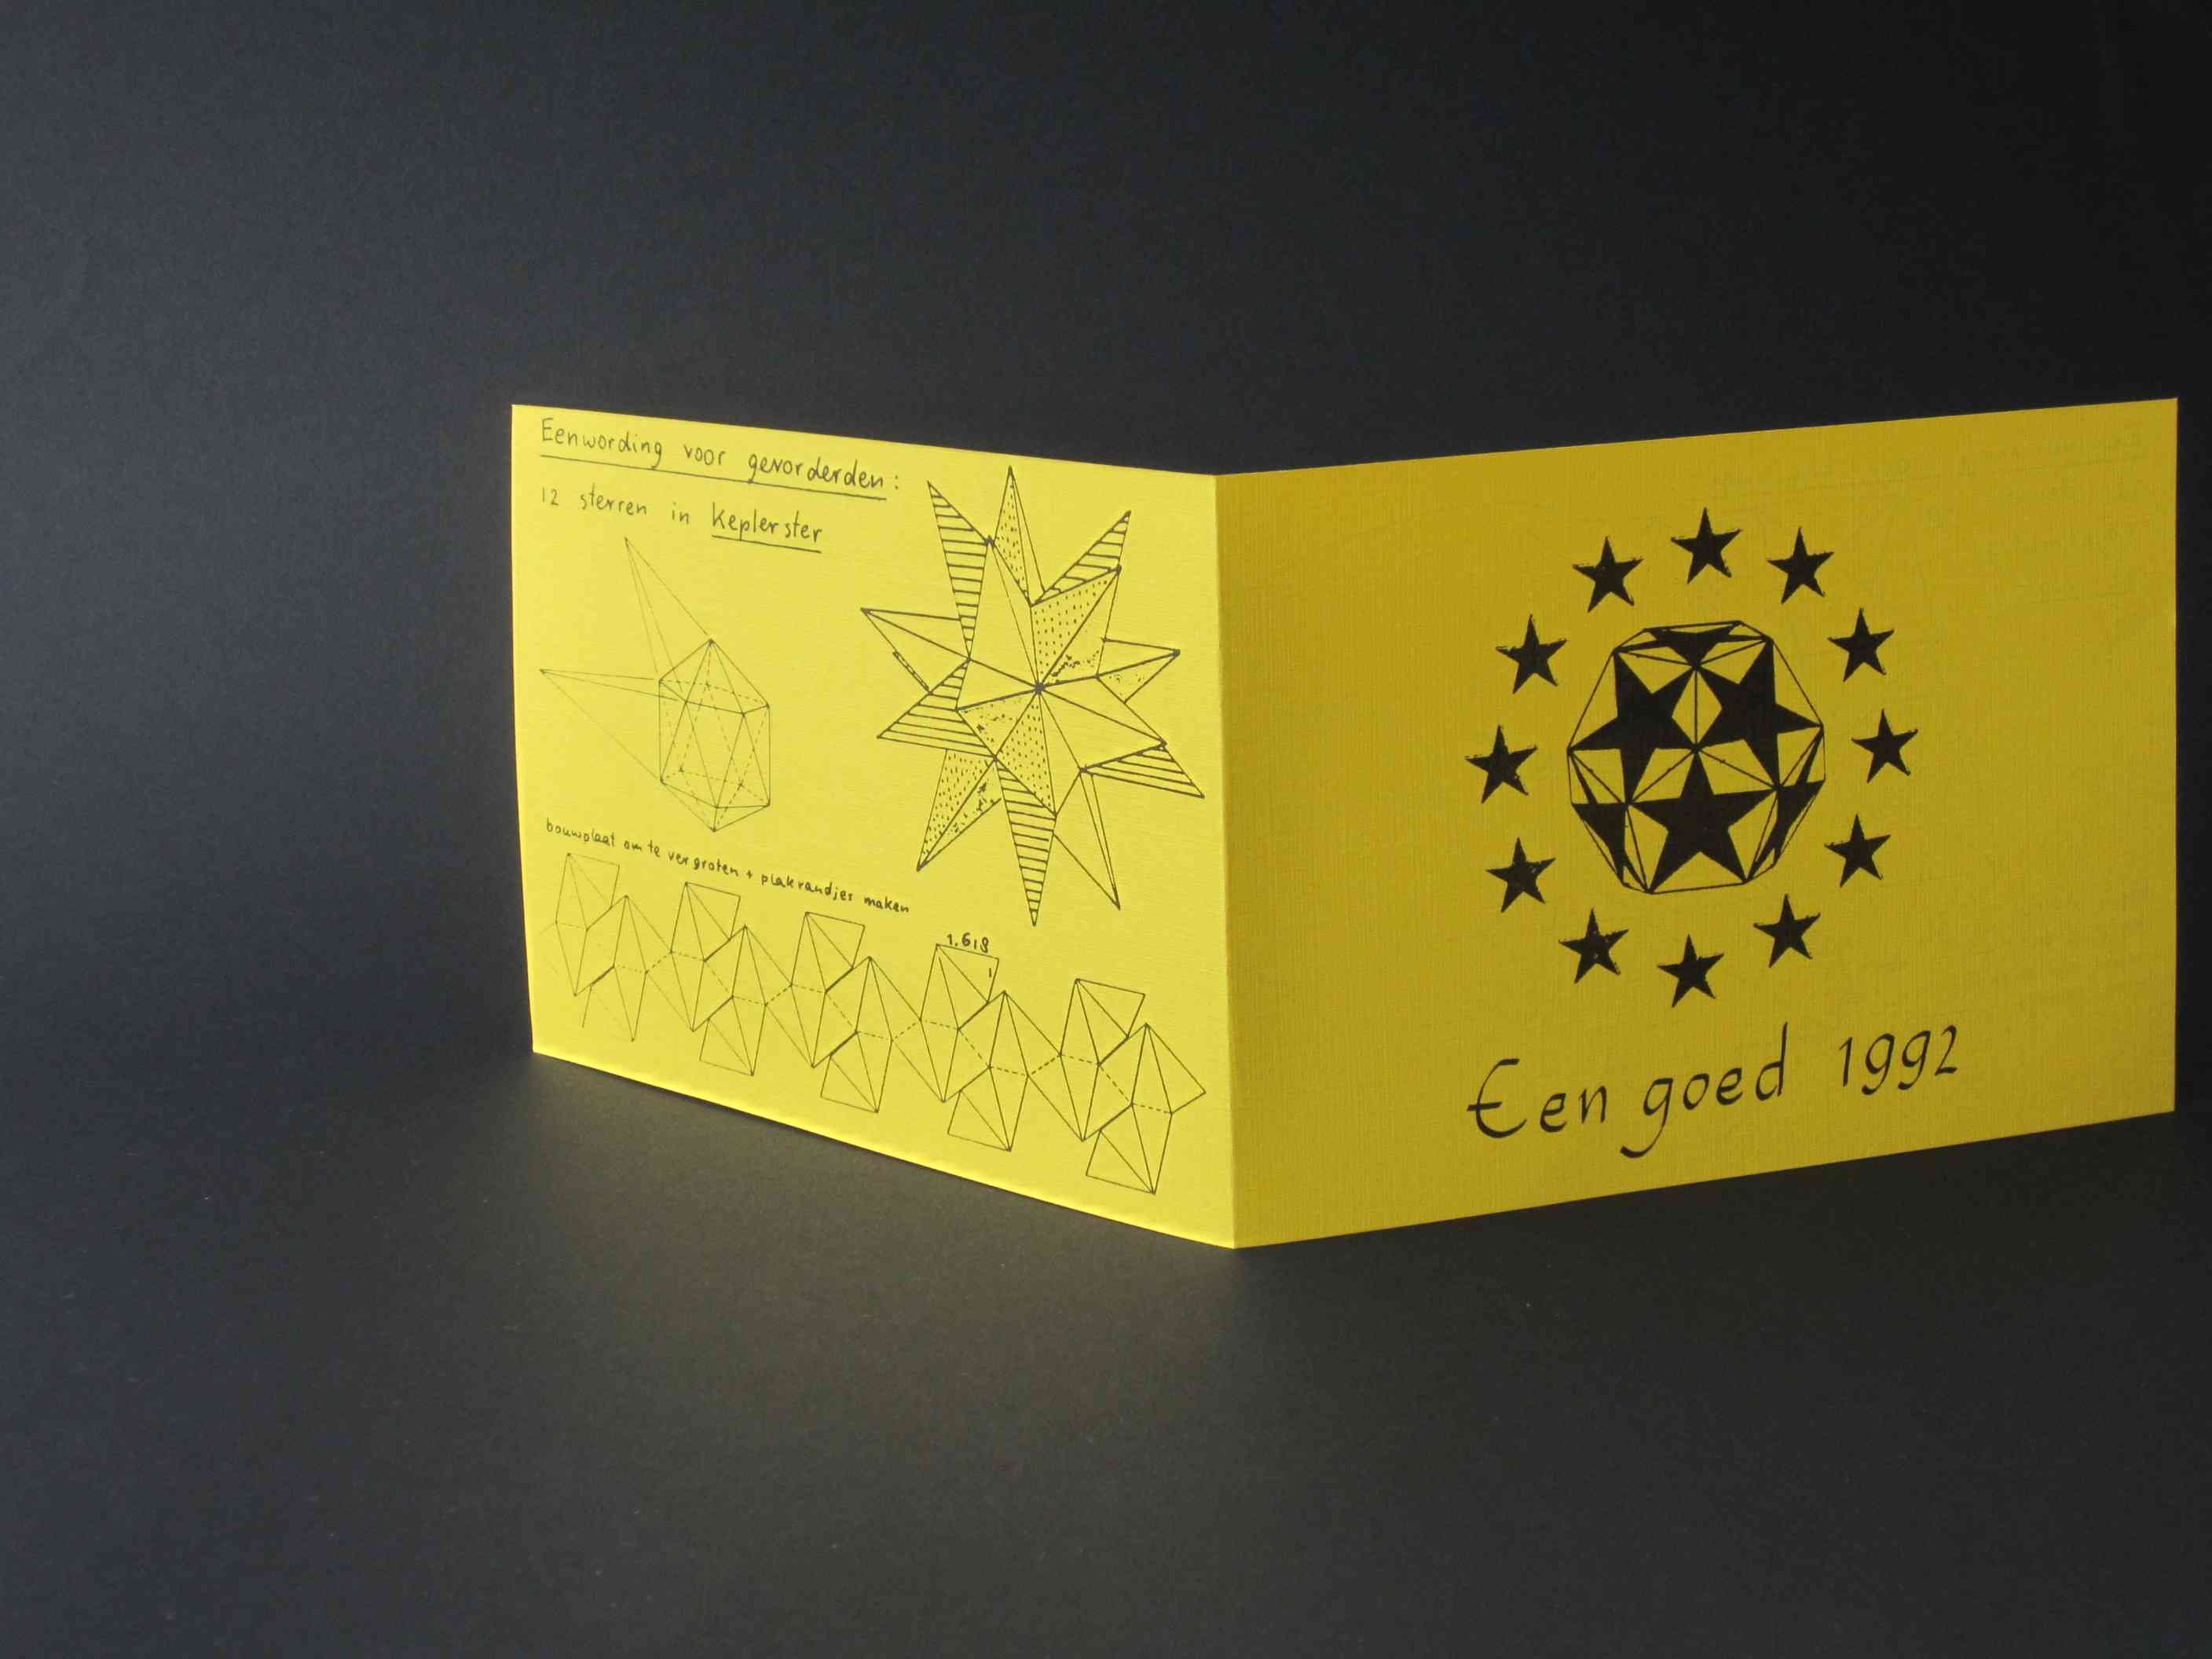 Eenwording voor gevorderden:
12 sterren in Keplerster
bouwplaat om te vergroten + plakrandjes maken
1.618
1
Een goed 1992